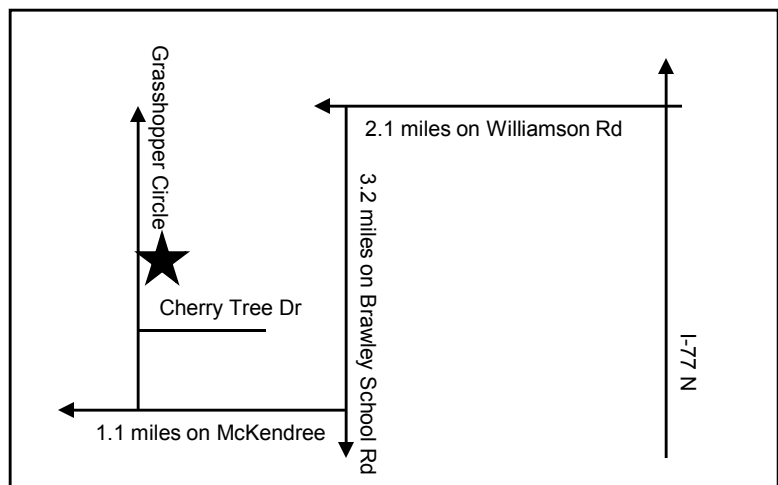 Grasshopper Circle
2.1 miles on Williamson Rd
3.2 miles on Brawley School Rd
Cherry Tree Dr
I-77 N
1.1 miles on McKendree